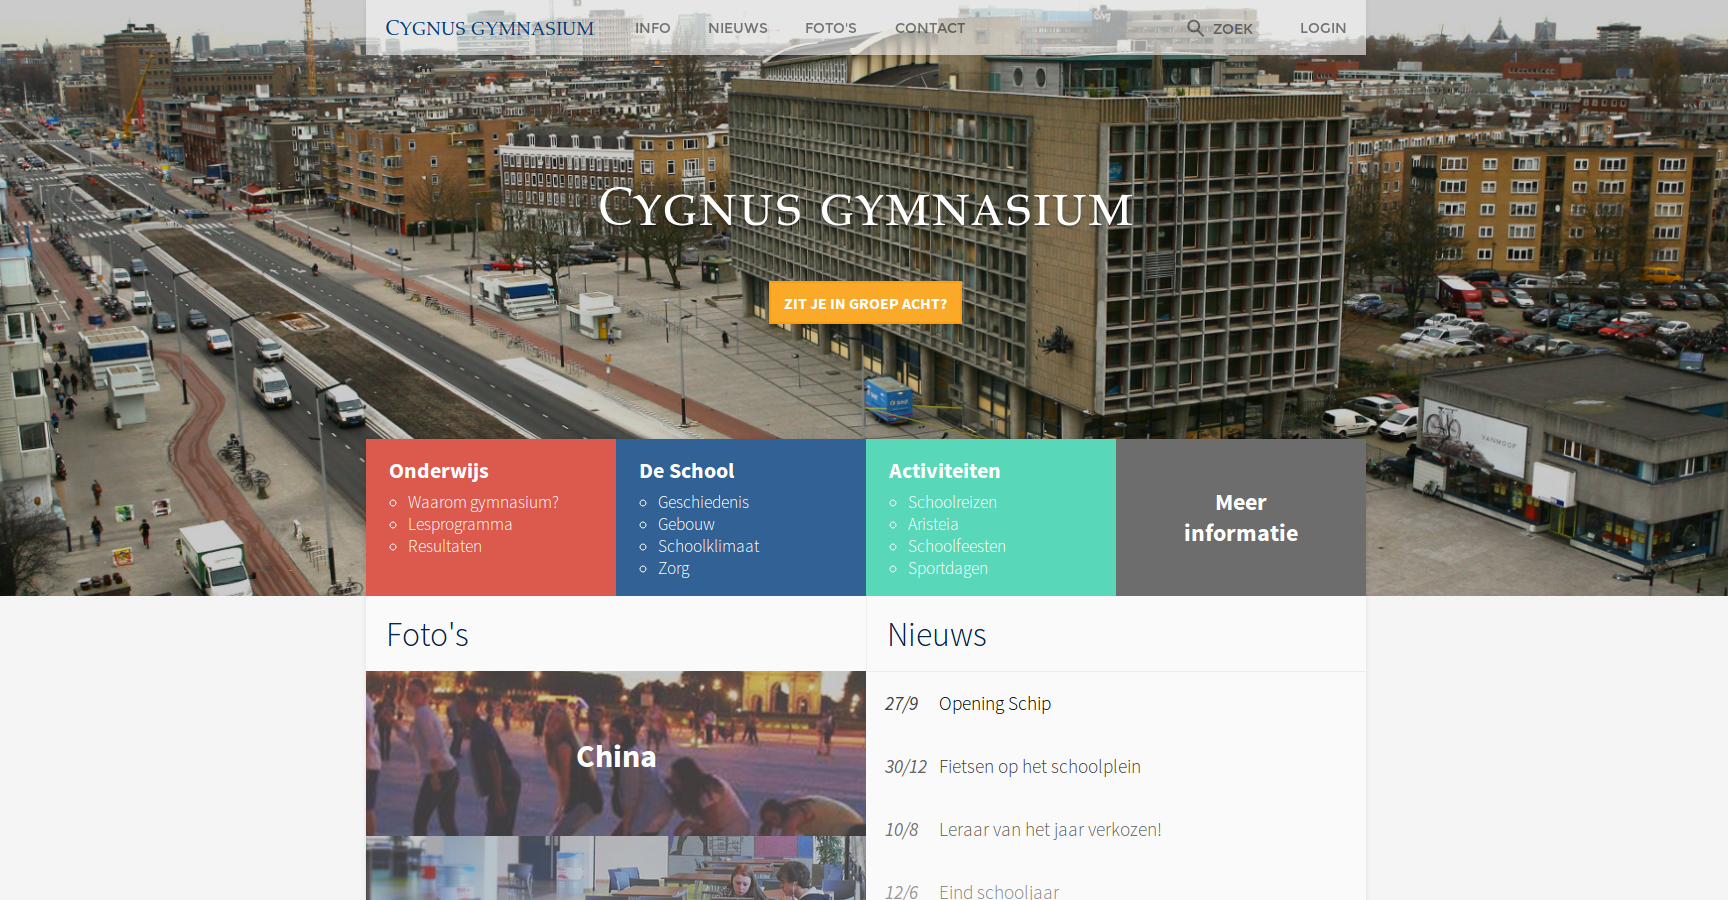 Cygnus gymnasium
INFO
NIEUWS
FOTO'S
CONTACT
ZOEK
LOGIN
Cygnus gymnasium
ZIT JE IN GROEP ACHT?
VANMOOF
Onderwijs
Waarom gymnasium?
Lesprogramma
Resultaten
De School
Geschiedenis
Gebouw
Schoolklimaat
Zorg
Activiteiten
Schoolreizen
Aristeia
Schoolfeesten
Sportdagen
Meer
informatie
Foto's
China
Nieuws
27/9 Opening Schip
30/12 Fietsen op het schoolplein
10/8 Leraar van het jaar verkozen!
12/6 Eind schooljaar